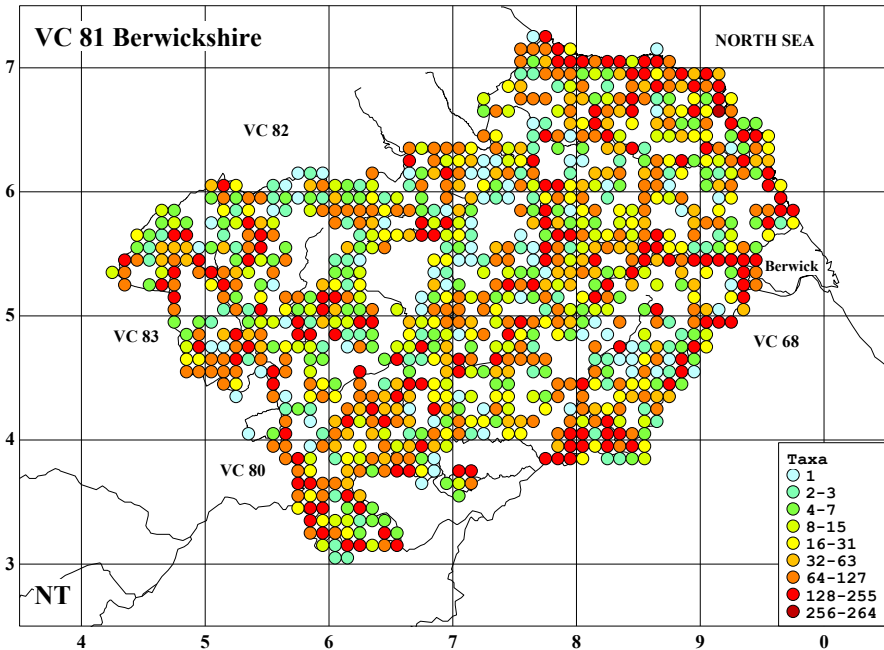 VC 81 Berwickshire
NORTH SEA
7
VC 82
6
Berwick
5
VC 83
VC 68
4
VC 80
Taxa
1
2-3
4-7
8-15
16-31
32-63
64-127
128-255
256-264
3
NT
4 5 6 7 8 9 0